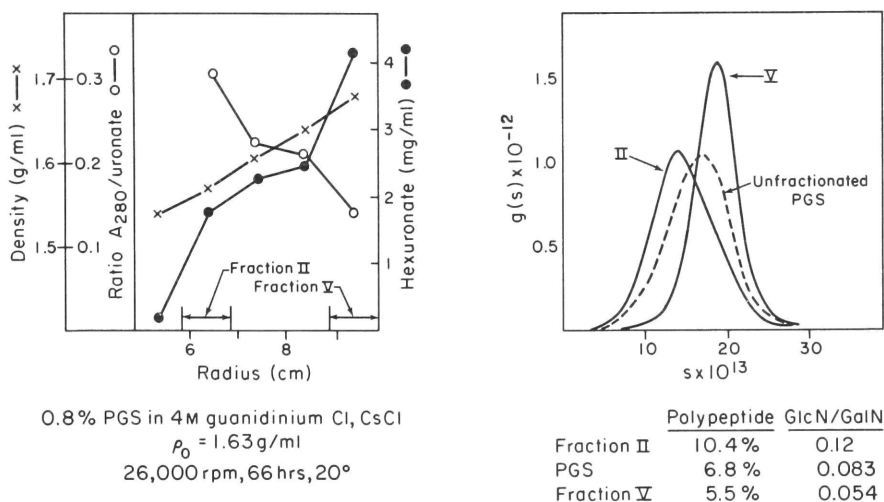 Density (g/ml) ×—×
1.7
1.6
1.5
Ratio A280/uronate ○—○
0.3
0.2
0.1
Hexuronate (mg/ml) ●—●
4
3
2
1
Fraction II
Fraction V
6
8
Radius (cm)
0.8% PGS in 4M guanidinium Cl, CsCl
ρo = 1.63 g/ml
26,000 rpm, 66 hrs, 20°
g(s) x 10^-12
1.5
1.0
0.5
V
II
Unfractionated
PGS
10
20
30
s x 10^13
Polypeptide GlcN/GalN
Fraction II 10.4% 0.12
PGS 6.8% 0.083
Fraction V 5.5% 0.054